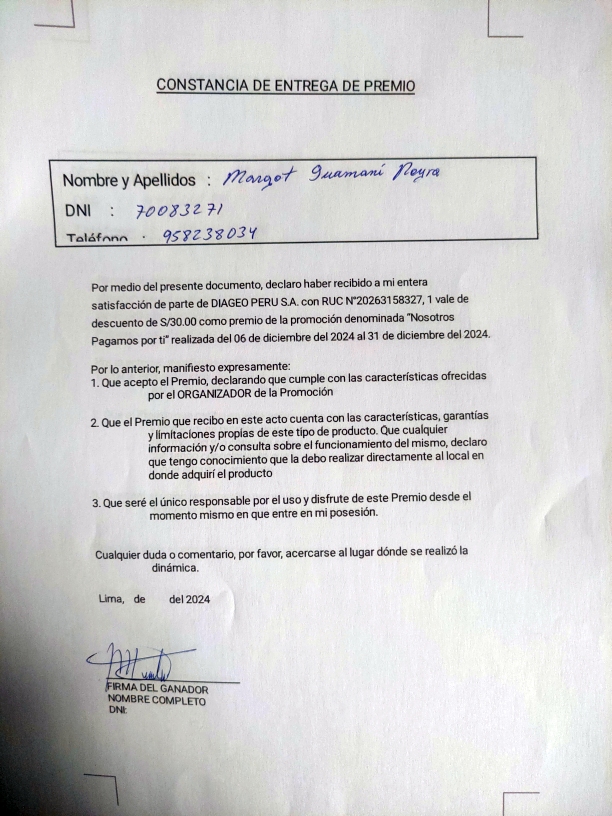 CONSTANCIA DE ENTREGA DE PREMIO
Nombre y Apellidos : Margot Guamani Neyra
DNI : 70083271
Teléfono : 958238034
Por medio del presente documento, declaro haber recibido a mi entera
satisfacción de parte de DIAGEO PERU S.A. con RUC N°20263158327, 1 vale de
descuento de S/30.00 como premio de la promoción denominada "Nosotros
Pagamos por ti" realizada del 06 de diciembre del 2024 al 31 de diciembre del 2024.
Por lo anterior, manifiesto expresamente:
1. Que acepto el Premio, declarando que cumple con las características ofrecidas
por el ORGANIZADOR de la Promoción
2. Que el Premio que recibo en este acto cuenta con las características, garantías
y limitaciones propias de este tipo de producto. Que cualquier
información y/o consulta sobre el funcionamiento del mismo, declaro
que tengo conocimiento que la debo realizar directamente al local en
donde adquirí el producto
3. Que seré el único responsable por el uso y disfrute de este Premio desde el
momento mismo en que entre en mi posesión.
Cualquier duda o comentario, por favor, acercarse al lugar dónde se realizó la
dinámica.
Lima, de del 2024
FIRMA DEL GANADOR
NOMBRE COMPLETO
DNI: